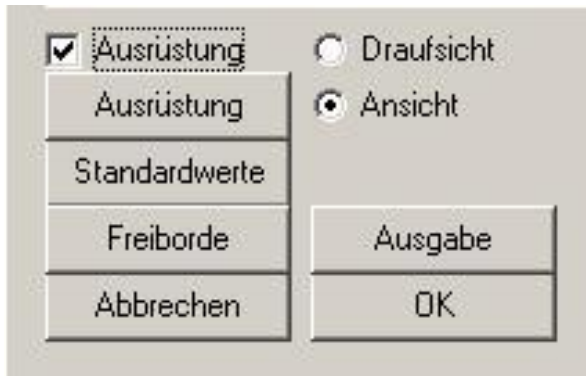 Ausrüstung
Draufsicht
Ausrüstung
Ansicht
Standardwerte
Freiborde
Ausgabe
Abbrechen
OK